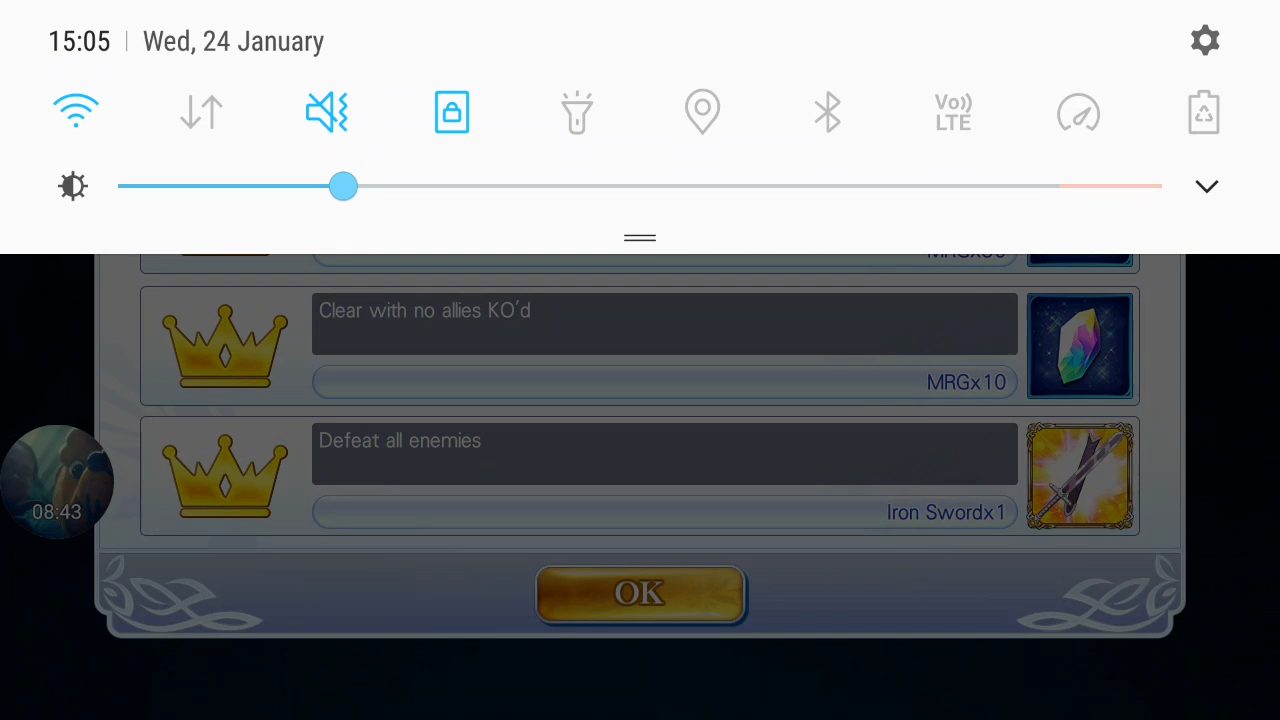 15:05 | Wed, 24 January
Vo))
LTE
MRGx50
Clear with no allies KO'd
MRGx10
Defeat all enemies
Iron Swordx1
08:43
OK